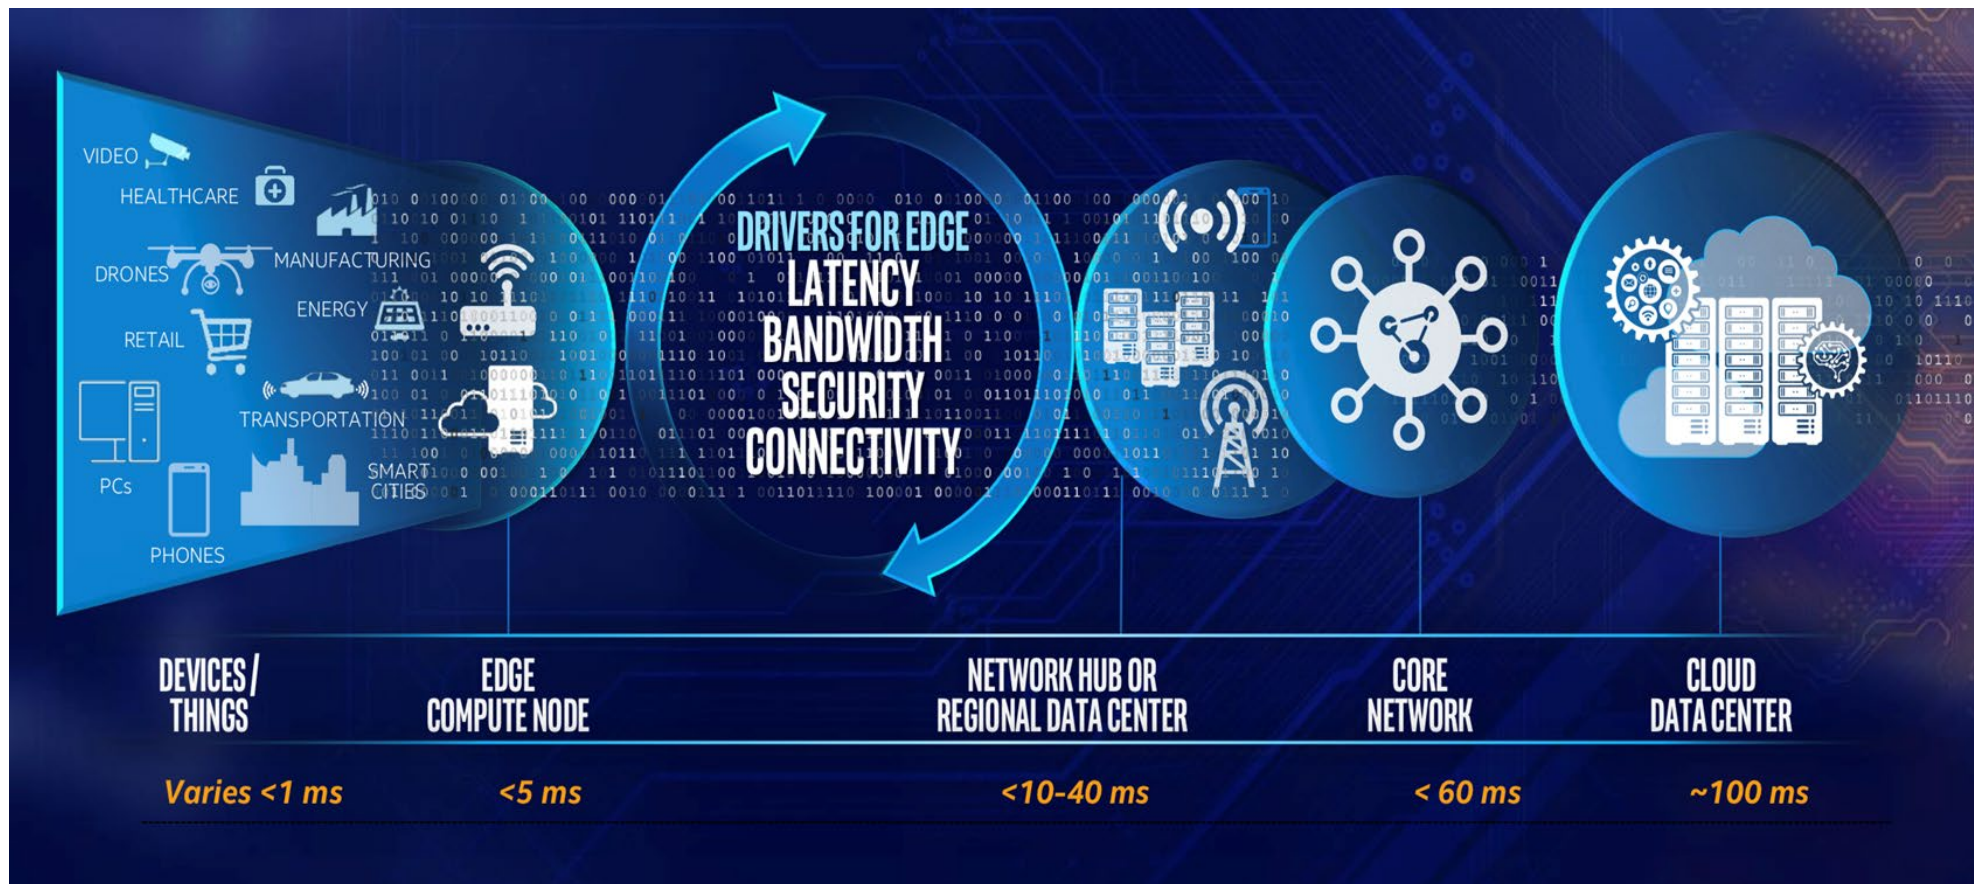 VIDEO
HEALTHCARE
DRONES
MANUFACTURING
ENERGY
RETAIL
TRANSPORTATION
PCs
SMART
CITIES
PHONES
DRIVERS FOR EDGE
LATENCY
BANDWIDTH
SECURITY
CONNECTIVITY
DEVICES/
THINGS
EDGE
COMPUTE NODE
NETWORK HUB OR
REGIONAL DATA CENTER
CORE
NETWORK
CLOUD
DATA CENTER
Varies <1 ms
<5 ms
<10-40 ms
< 60 ms
~100 ms